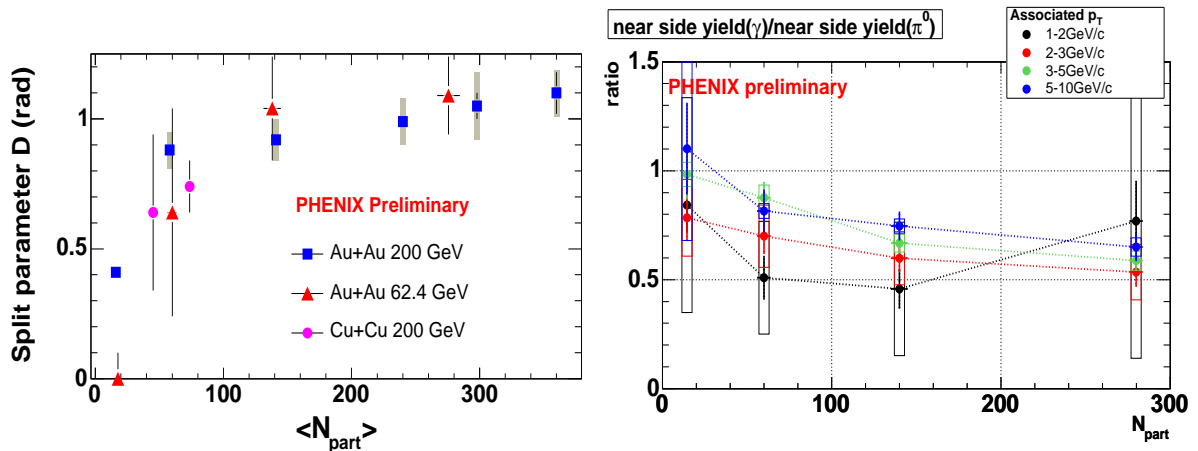 Split parameter D (rad)
1
0.5
0
0 100 200 300
<N_part>
PHENIX Preliminary
Au+Au 200 GeV
Au+Au 62.4 GeV
Cu+Cu 200 GeV
near side yield(γ)/near side yield(π⁰)
Associated p_T
1-2GeV/c
2-3GeV/c
3-5GeV/c
5-10GeV/c
ratio
1.5
1
0.5
0
PHENIX preliminary
0 100 200 300
N_part